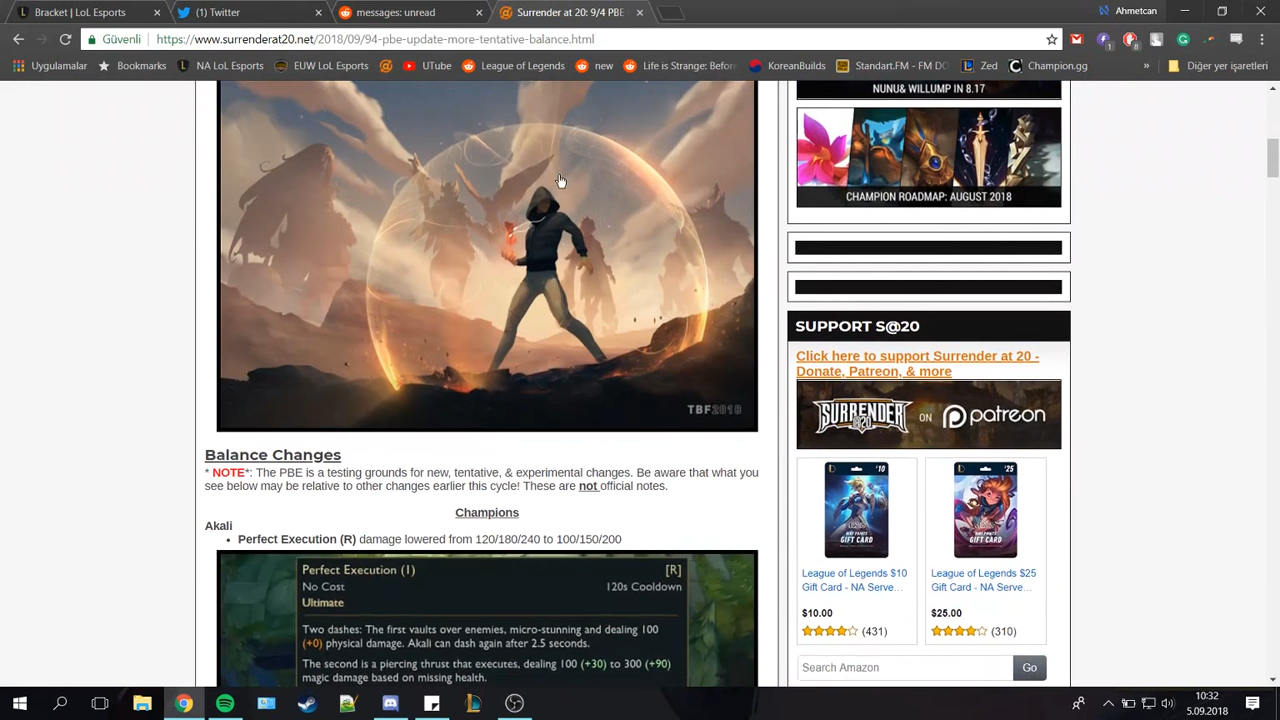 Bracket | LoL Esports
(1) Twitter
messages: unread
Surrender at 20: 9/4 PBE
Ahmetcan
Güvenli
https://www.surrenderat20.net/2018/09/94-pbe-update-more-tentative-balance.html
Uygulamalar
Bookmarks
NA LoL Esports
EUW LoL Esports
UTube
League of Legends
new
Life is Strange: Befor
KoreanBuilds
Standart.FM - FM DO
Zed
Champion.gg
»
Diğer yer işaretleri
NUNU& WILLUMP IN 8.17
CHAMPION ROADMAP: AUGUST 2018
TBF2018
SUPPORT S@20
Click here to support Surrender at 20 -
Donate, Patreon, & more
SURRENDER @20 ON patreon
Balance Changes
* NOTE*: The PBE is a testing grounds for new, tentative, & experimental changes. Be aware that what you
see below may be relative to other changes earlier this cycle! These are not official notes.
Champions
Akali
• Perfect Execution (R) damage lowered from 120/180/240 to 100/150/200
Perfect Execution (1) [R]
No Cost 120s Cooldown
Ultimate
Two dashes: The first vaults over enemies, micro-stunning and dealing 100
(+0) physical damage. Akali can dash again after 2.5 seconds.
The second is a piercing thrust that executes, dealing 100 (+30) to 300 (+90)
magic damage based on missing health.
$10
$25
GIFT CARD
GIFT CARD
League of Legends $10
Gift Card - NA Serve...
League of Legends $25
Gift Card - NA Serve...
$10.00
$25.00
(431)
(310)
Search Amazon
Go
10:32
5.09.2018